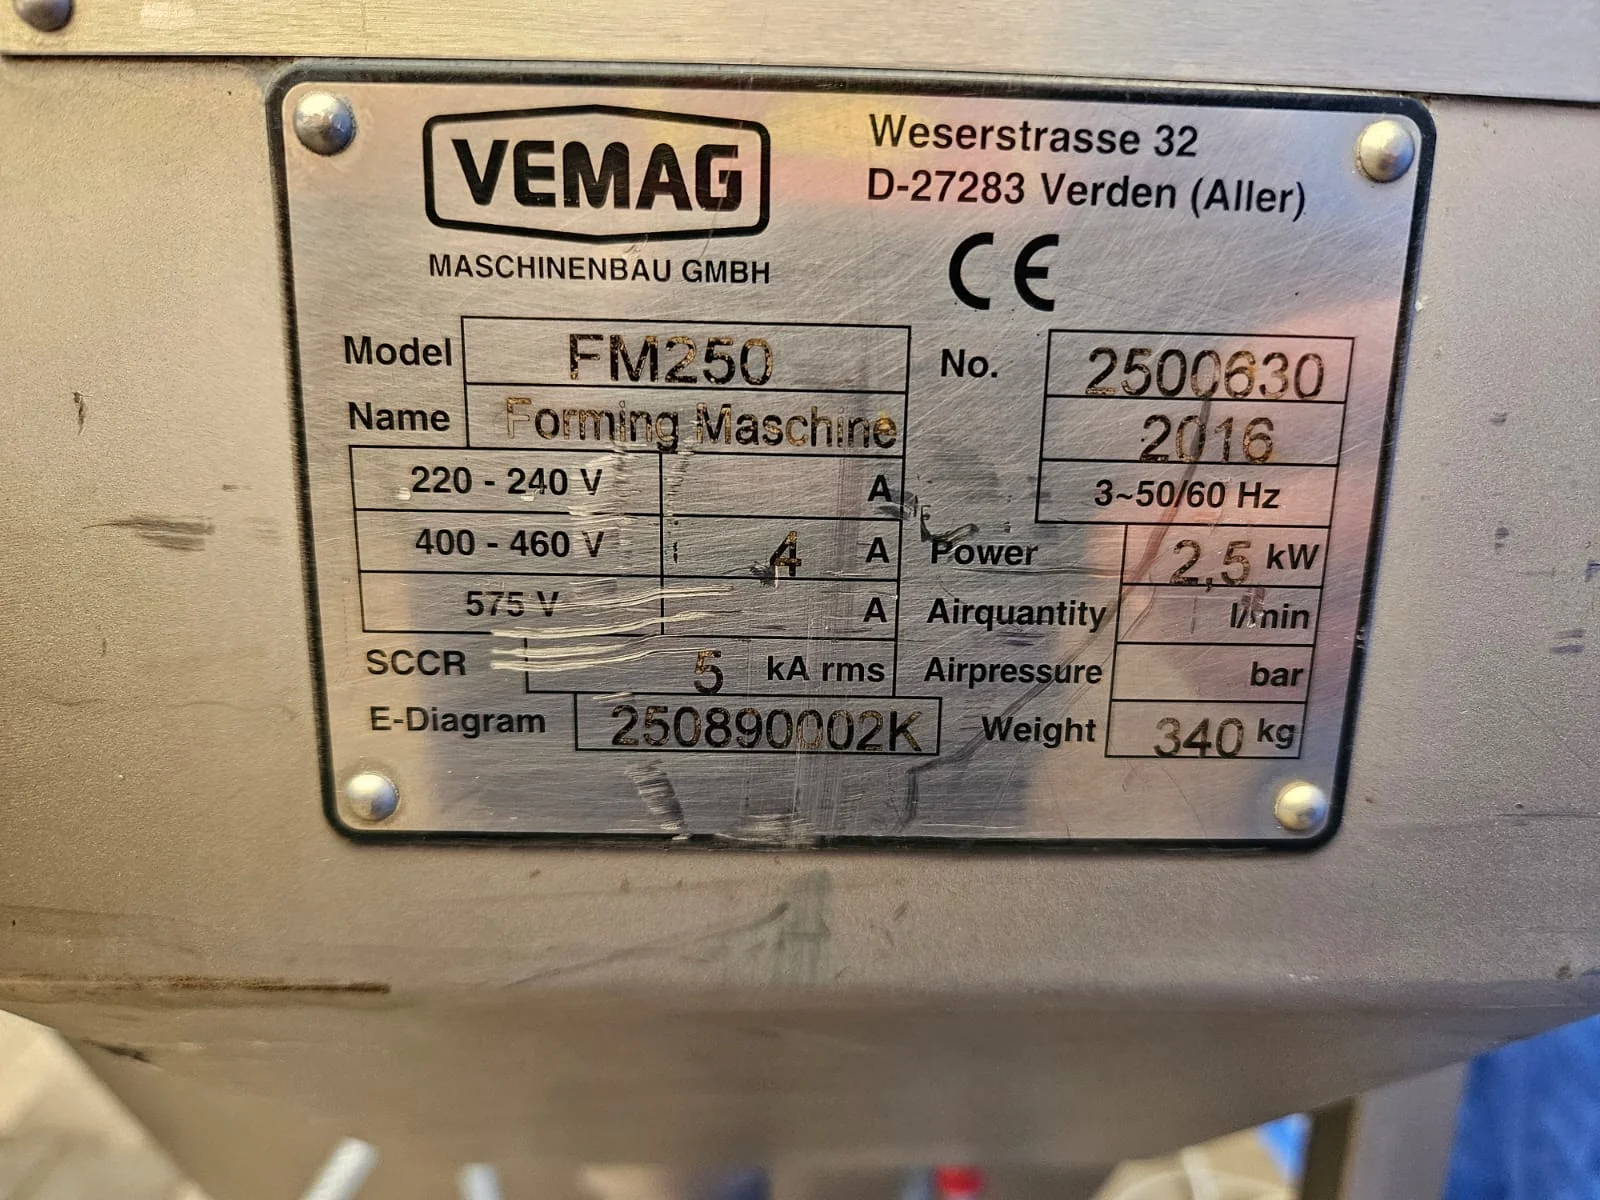 VEMAG
MASCHINENBAU GMBH
Weserstrasse 32
D-27283 Verden (Aller)
CE
Model FM250
No. 2500630
Name Forming Maschine
2016
220 - 240 V A
3~50/60 Hz
400 - 460 V 4 A
Power 2,5 kW
575 V A
Airquantity l/min
SCCR 5 kA rms
Airpressure bar
E-Diagram 250890002K
Weight 340 kg